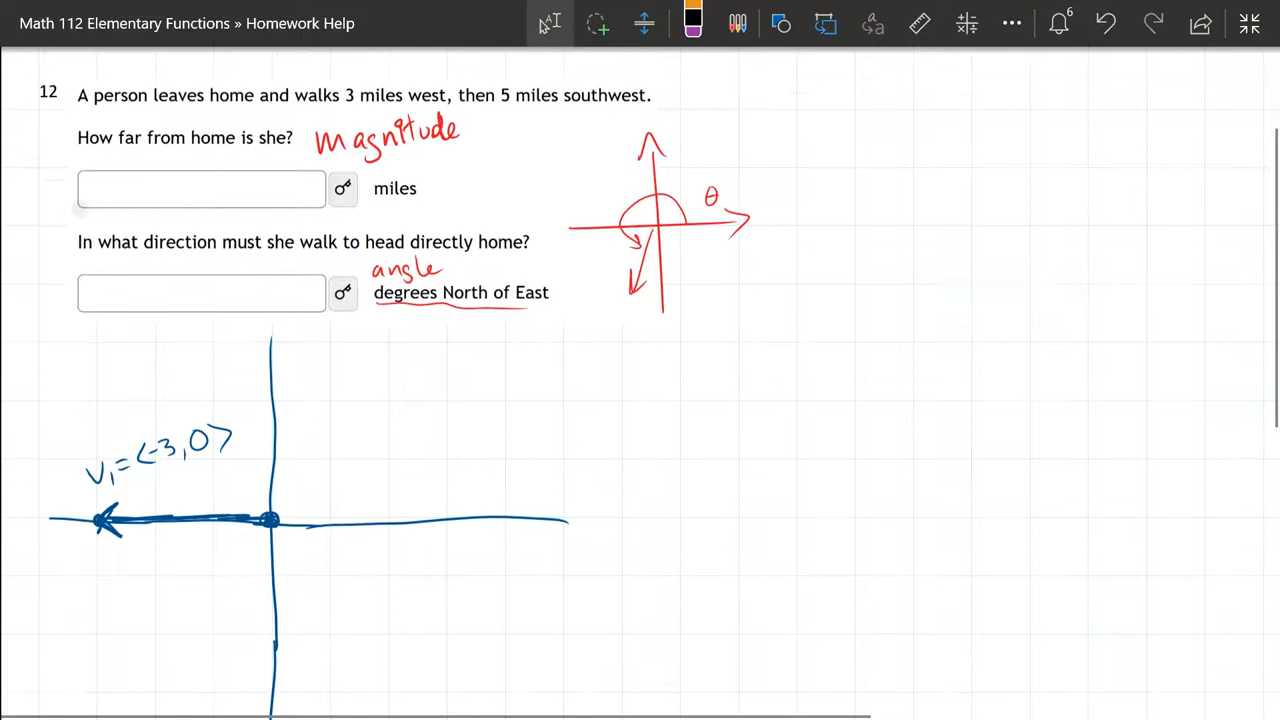 Math 112 Elementary Functions » Homework Help
6
12 A person leaves home and walks 3 miles west, then 5 miles southwest.
How far from home is she? magnitude
miles
θ
In what direction must she walk to head directly home?
angle
degrees North of East
V₁=<-3,0>